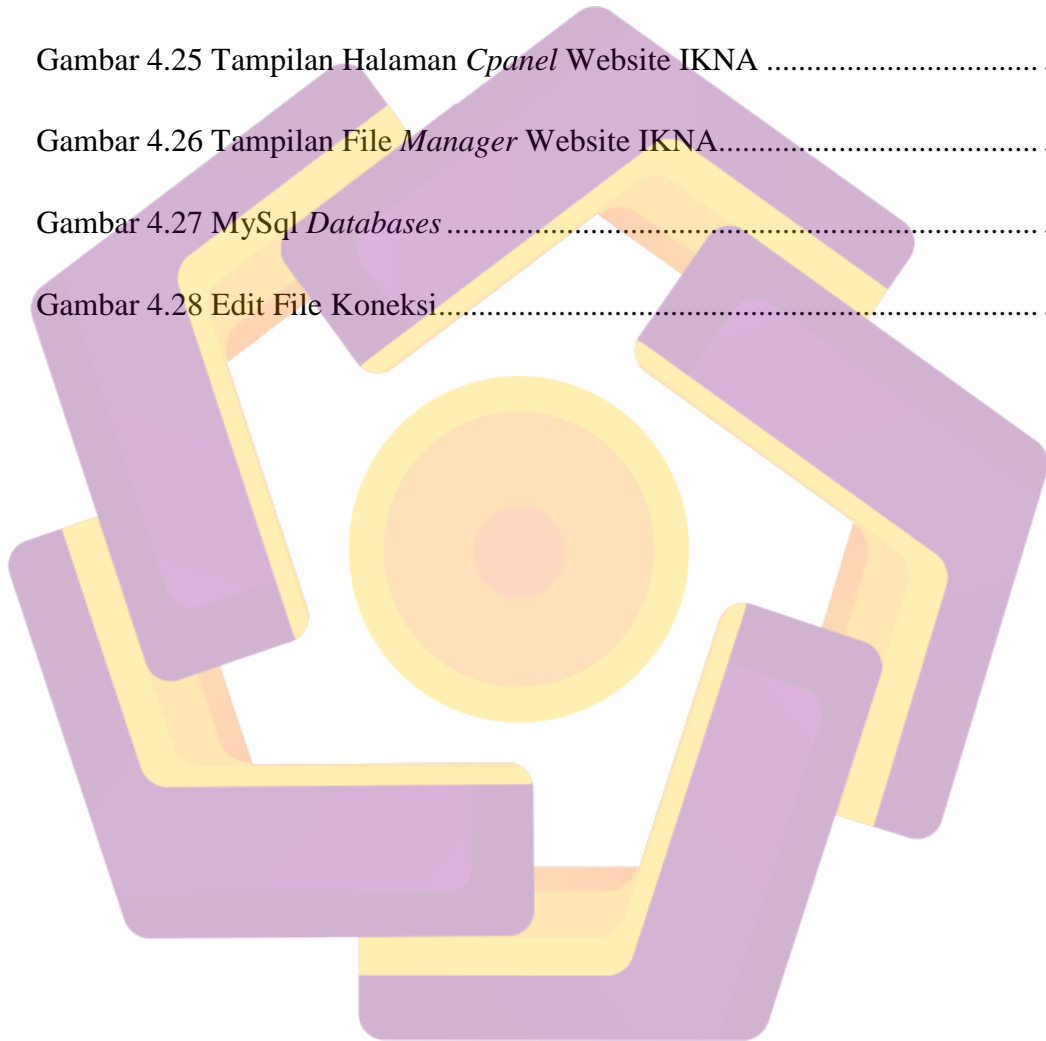 Gambar 4.25 Tampilan Halaman Cpanel Website IKNA .................................. .
Gambar 4.26 Tampilan File Manager Website IKNA........................................ .
Gambar 4.27 MySql Databases .......................................................................... .
Gambar 4.28 Edit File Koneksi........................................................................... .